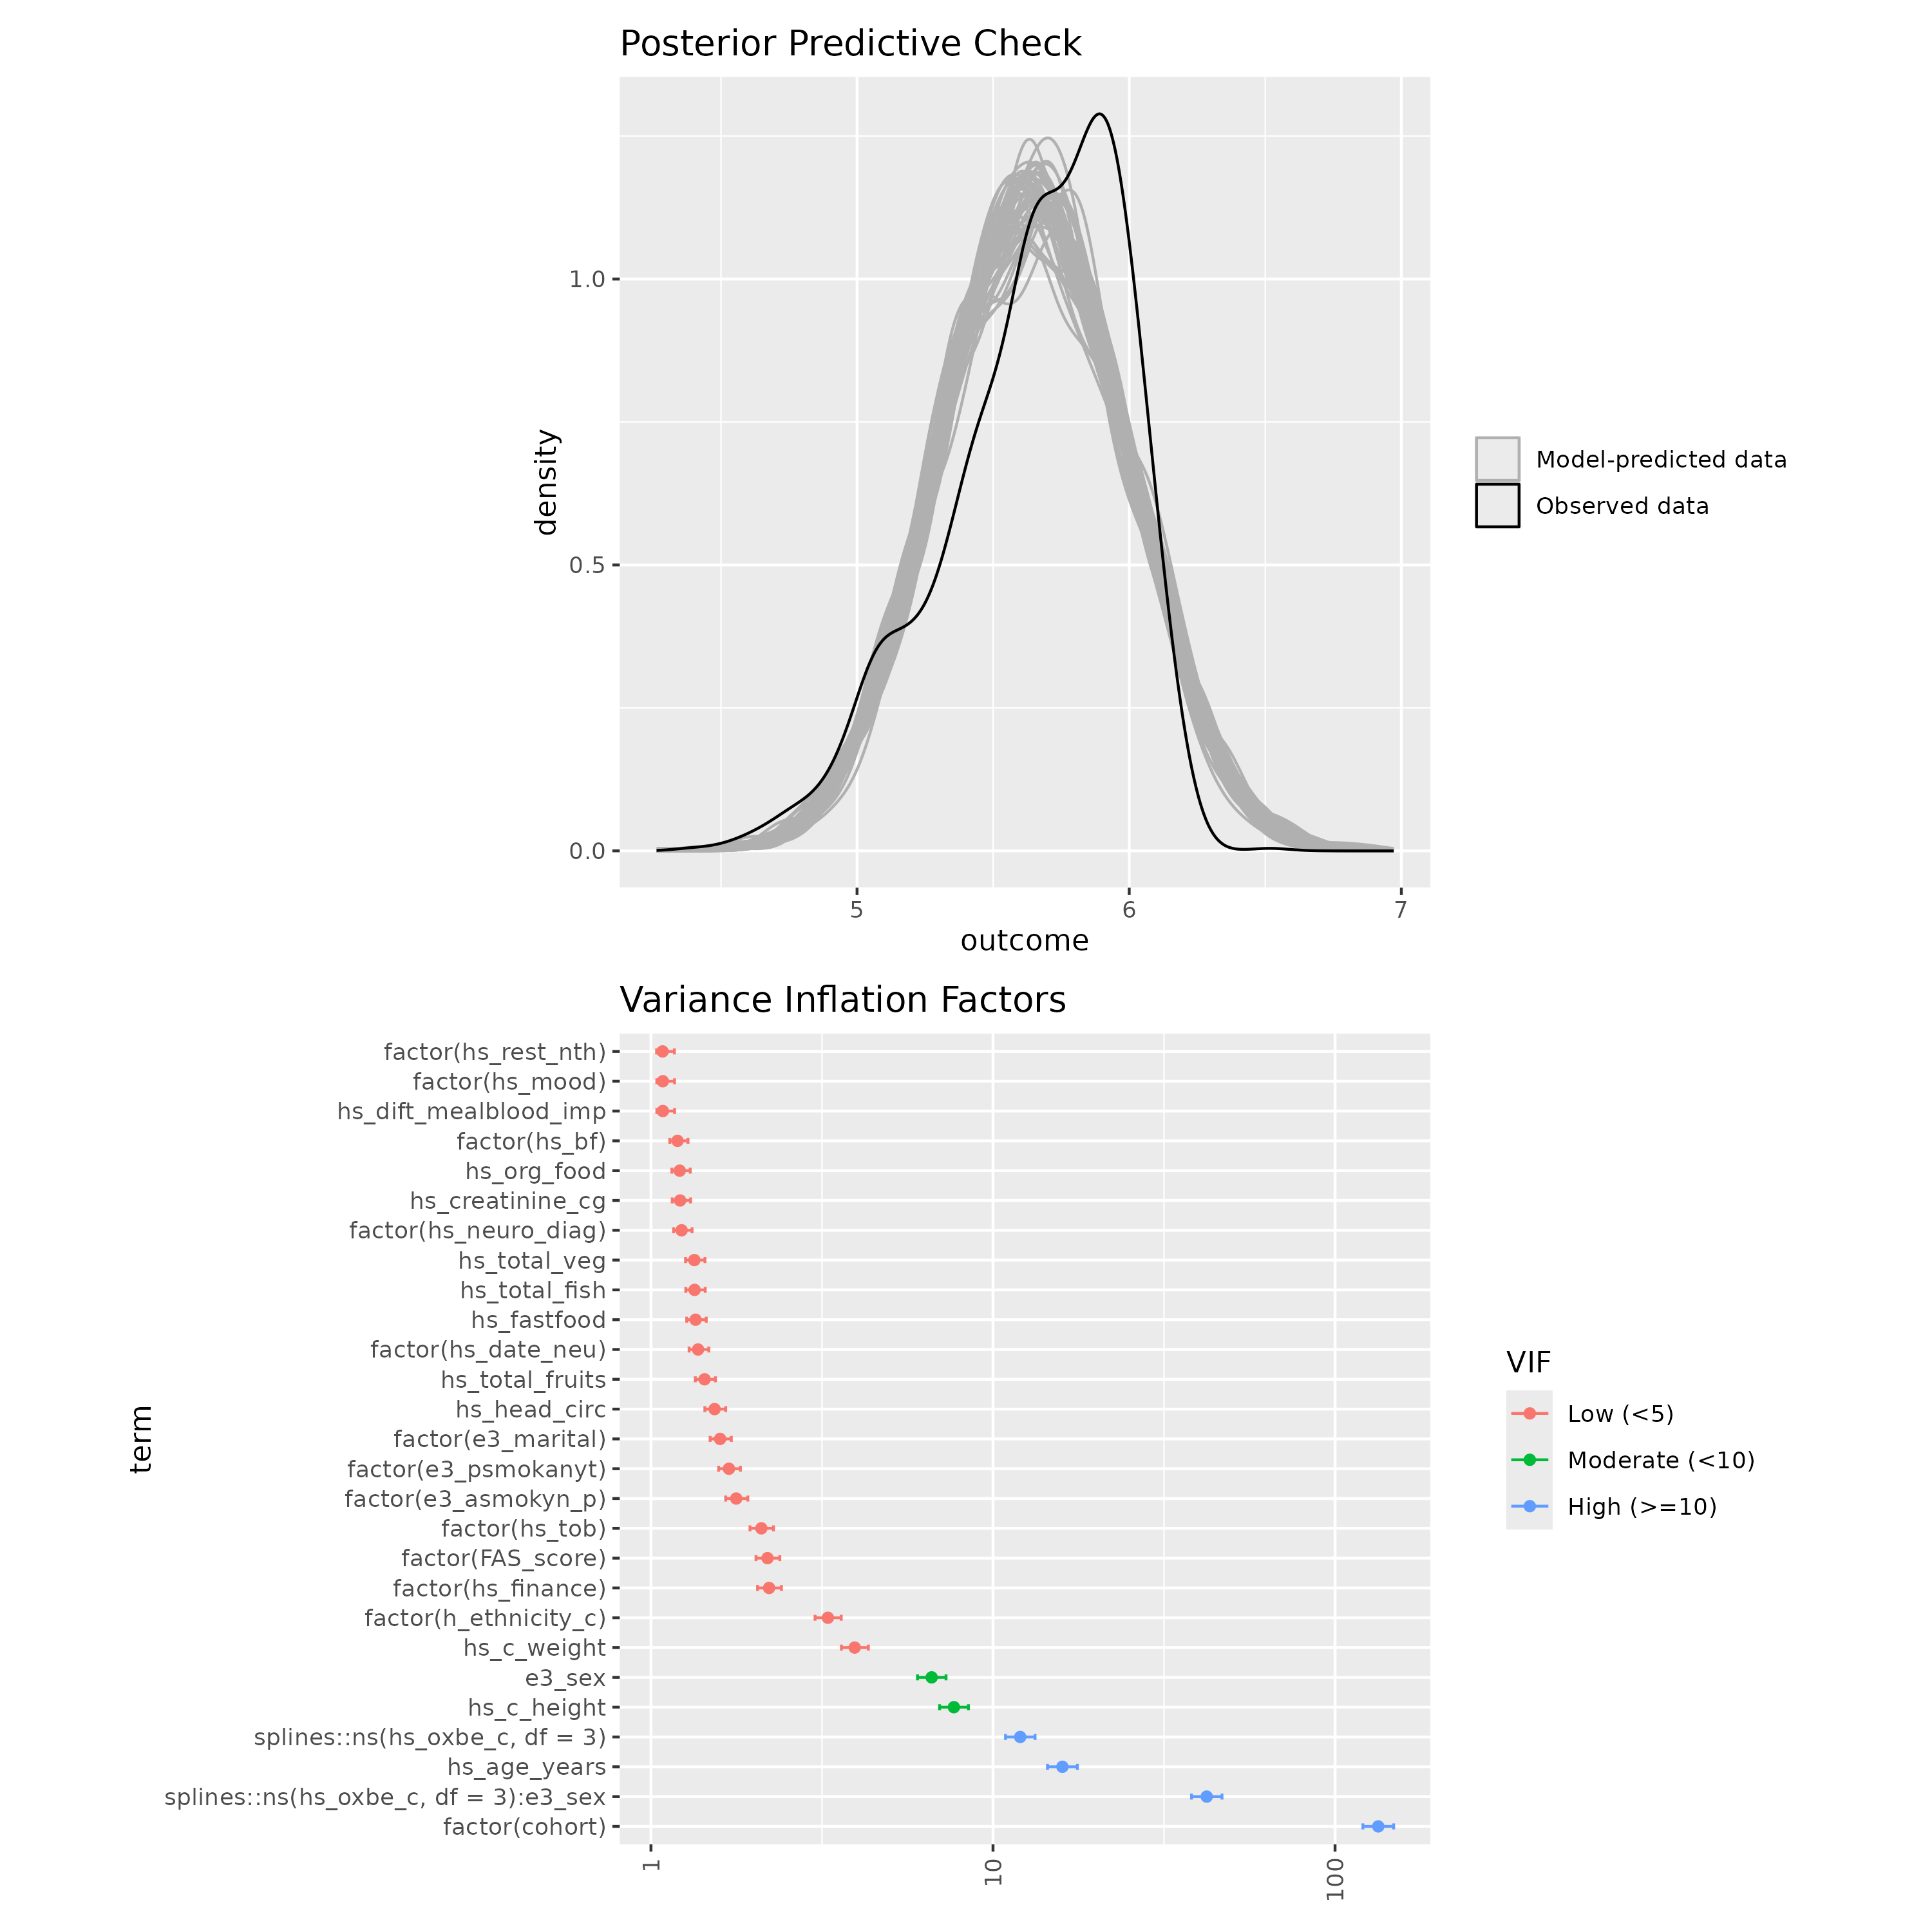 Posterior Predictive Check
1.0
0.5
0.0
density
5
6
7
outcome
Model-predicted data
Observed data
Variance Inflation Factors
factor(hs_rest_nth)
factor(hs_mood)
hs_dift_mealblood_imp
factor(hs_bf)
hs_org_food
hs_creatinine_cg
factor(hs_neuro_diag)
hs_total_veg
hs_total_fish
hs_fastfood
factor(hs_date_neu)
hs_total_fruits
hs_head_circ
factor(e3_marital)
factor(e3_psmokanyt)
factor(e3_asmokyn_p)
factor(hs_tob)
factor(FAS_score)
factor(hs_finance)
factor(h_ethnicity_c)
hs_c_weight
e3_sex
hs_c_height
splines::ns(hs_oxbe_c, df = 3)
hs_age_years
splines::ns(hs_oxbe_c, df = 3):e3_sex
factor(cohort)
term
1
10
100
VIF
Low (<5)
Moderate (<10)
High (>=10)